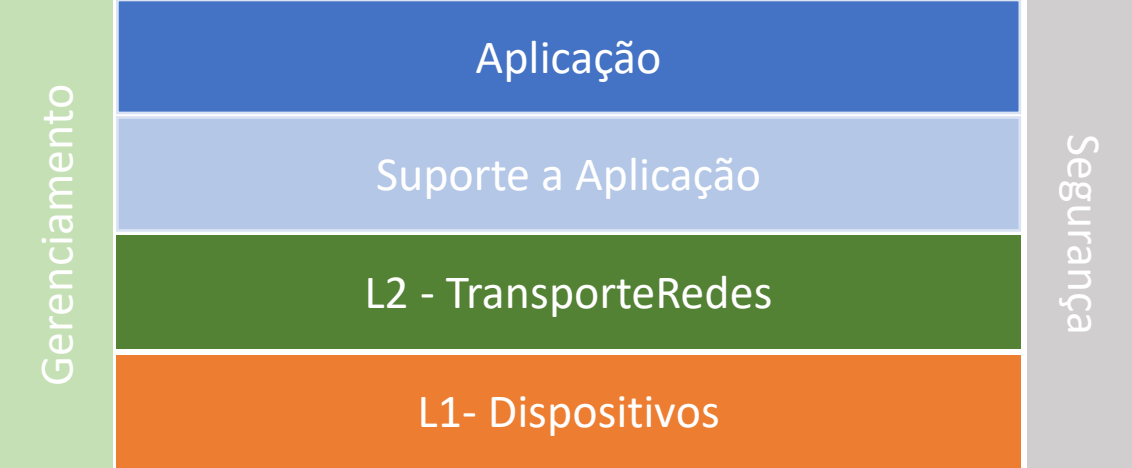 Gerenciamento
Aplicação
Suporte a Aplicação
L2 - TransporteRedes
L1- Dispositivos
Segurança